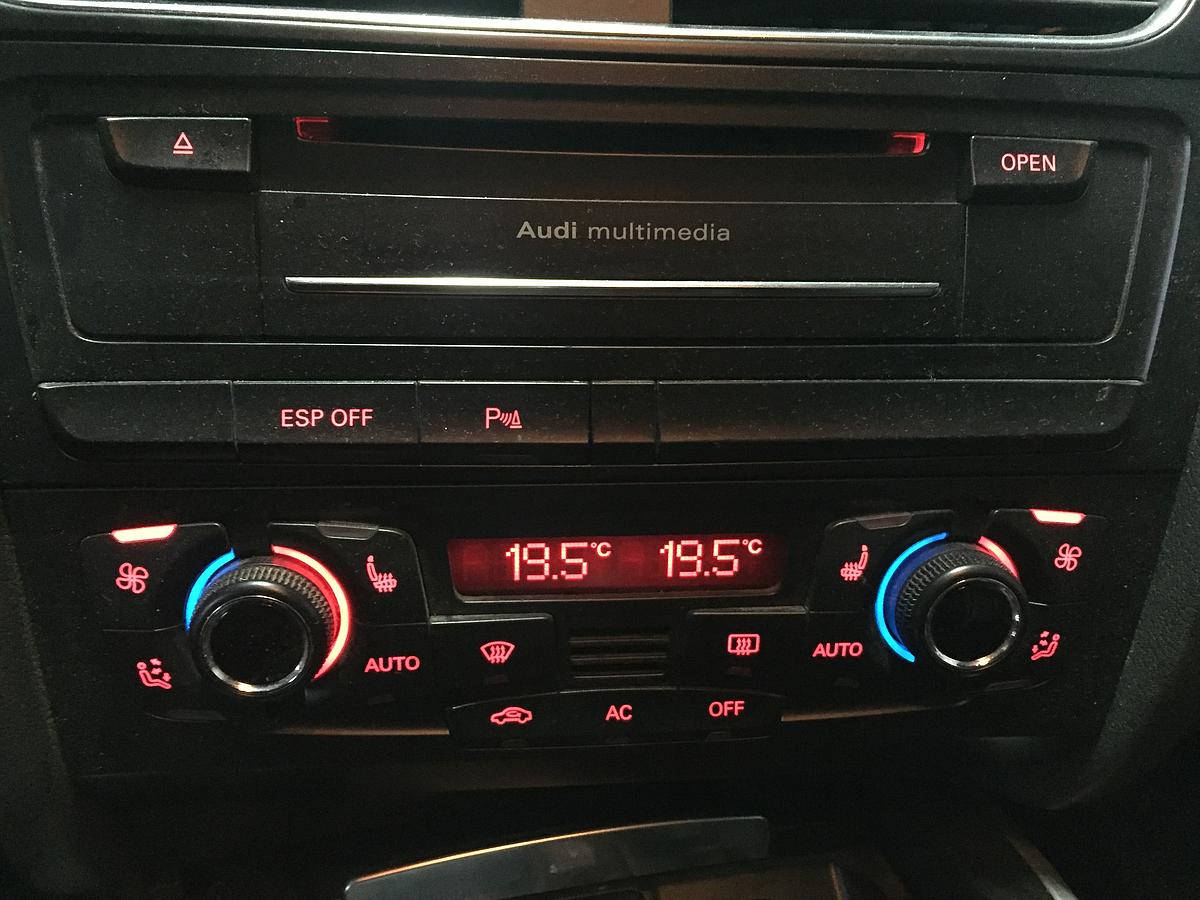 OPEN
Audi multimedia
ESP OFF
P
19.5°C 19.5°C
AUTO
AUTO
AC
OFF